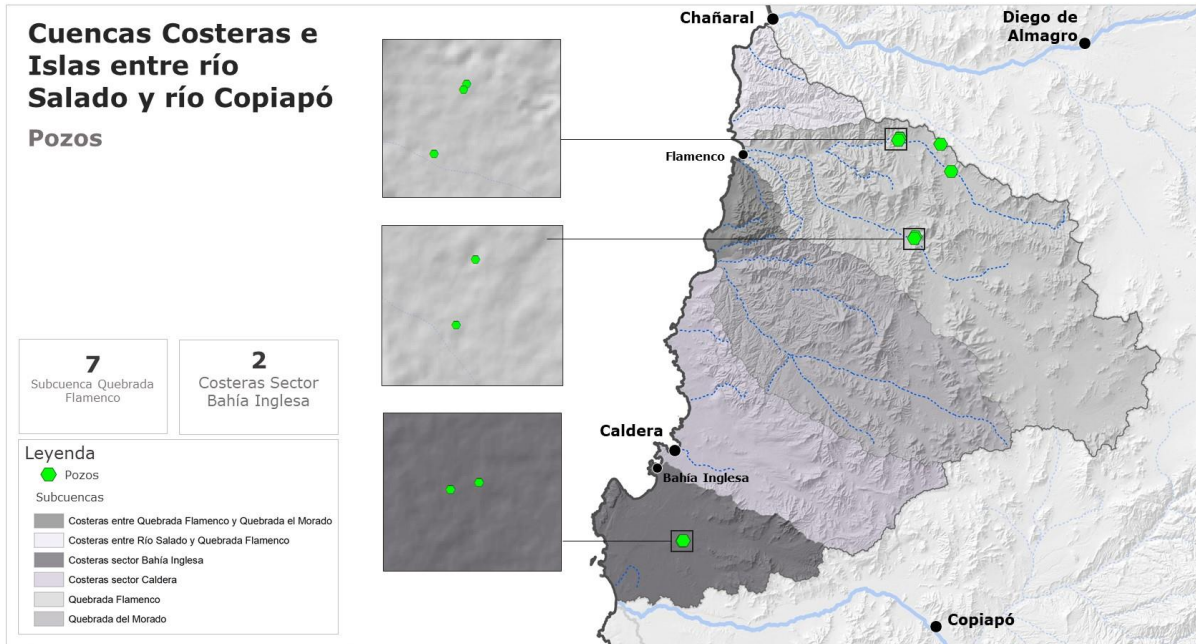 Cuencas Costeras e
Islas entre río
Salado y río Copiapó
Pozos
7
Subcuenca Quebrada
Flamenco
2
Costeras Sector
Bahía Inglesa
Leyenda
Pozos
Subcuencas
Costeras entre Quebrada Flamenco y Quebrada el Morado
Costeras entre Río Salado y Quebrada Flamenco
Costeras sector Bahía Inglesa
Costeras sector Caldera
Quebrada Flamenco
Quebrada del Morado
Chañaral
Diego de
Almagro
Flamenco
Caldera
Bahía Inglesa
Copiapó